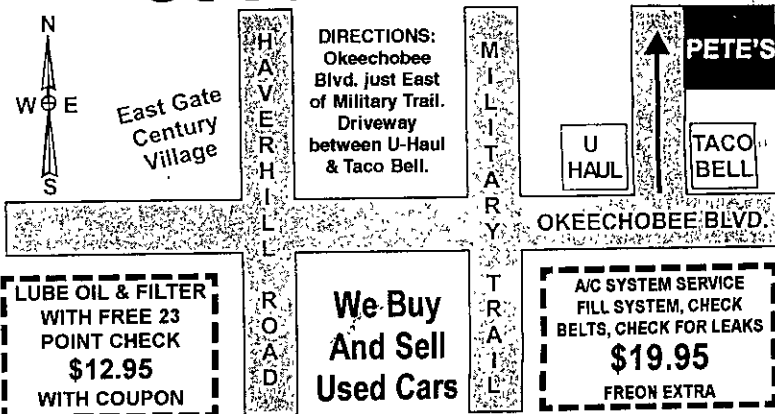 N
W E
S
East Gate
Century
Village
HAVERHILL ROAD
DIRECTIONS:
Okeechobee
Blvd. just East
of Military Trail.
Driveway
between U-Haul
& Taco Bell.
MILITARY TRAIL
PETE'S
U
HAUL
TACO
BELL
OKEECHOBEE BLVD.
LUBE OIL & FILTER
WITH FREE 23
POINT CHECK
$12.95
WITH COUPON
We Buy
And Sell
Used Cars
A/C SYSTEM SERVICE
FILL SYSTEM, CHECK
BELTS, CHECK FOR LEAKS
$19.95
FREON EXTRA